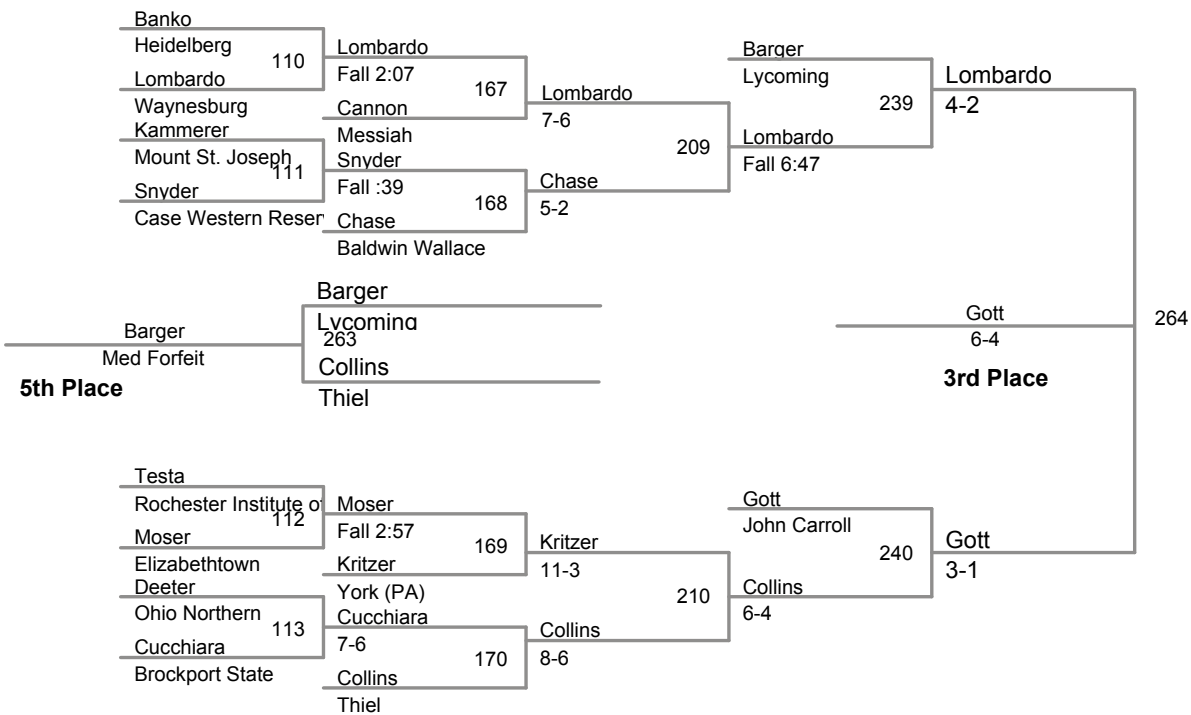 Banko
Heidelberg
110
Lombardo
Waynesburg
Kammerer
Mount St. Joseph
111
Snyder
Case Western Reser
Lombardo
Fall 2:07
167
Cannon
Messiah
Snyder
Fall :39
168
Chase
Baldwin Wallace
Lombardo
7-6
209
Chase
5-2
Barger
Lycoming
239
Lombardo
Fall 6:47
Lombardo
4-2
Barger
Lycoming
263
Collins
Thiel
Barger
Med Forfeit
5th Place
Gott
6-4
3rd Place
264
Testa
Rochester Institute of
112
Moser
Elizabethtown
Deeter
Ohio Northern
113
Cucchiara
Brockport State
Moser
Fall 2:57
169
Kritzer
York (PA)
Cucchiara
7-6
170
Collins
Thiel
Kritzer
11-3
210
Collins
8-6
Gott
John Carroll
240
Collins
6-4
Gott
3-1